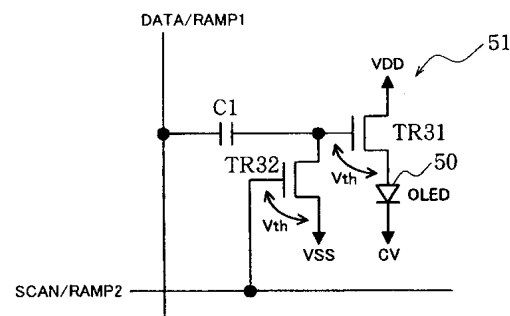 DATA/RAMP1
51
VDD
C1
TR31
TR32
Vth
50
OLED
Vth
VSS
CV
SCAN/RAMP2